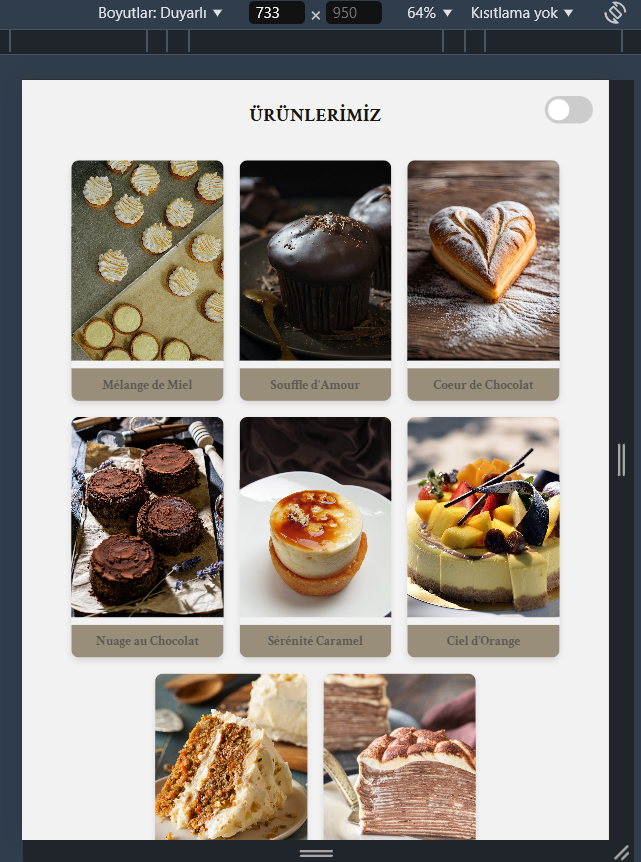 Boyutlar: Duyarlı ▼ 733 × 950 64% ▼ Kısıtlama yok ▼
ÜRÜNLERİMİZ
Mélange de Miel
Souffle d'Amour
Coeur de Chocolat
Nuage au Chocolat
Sérénité Caramel
Ciel d'Orange